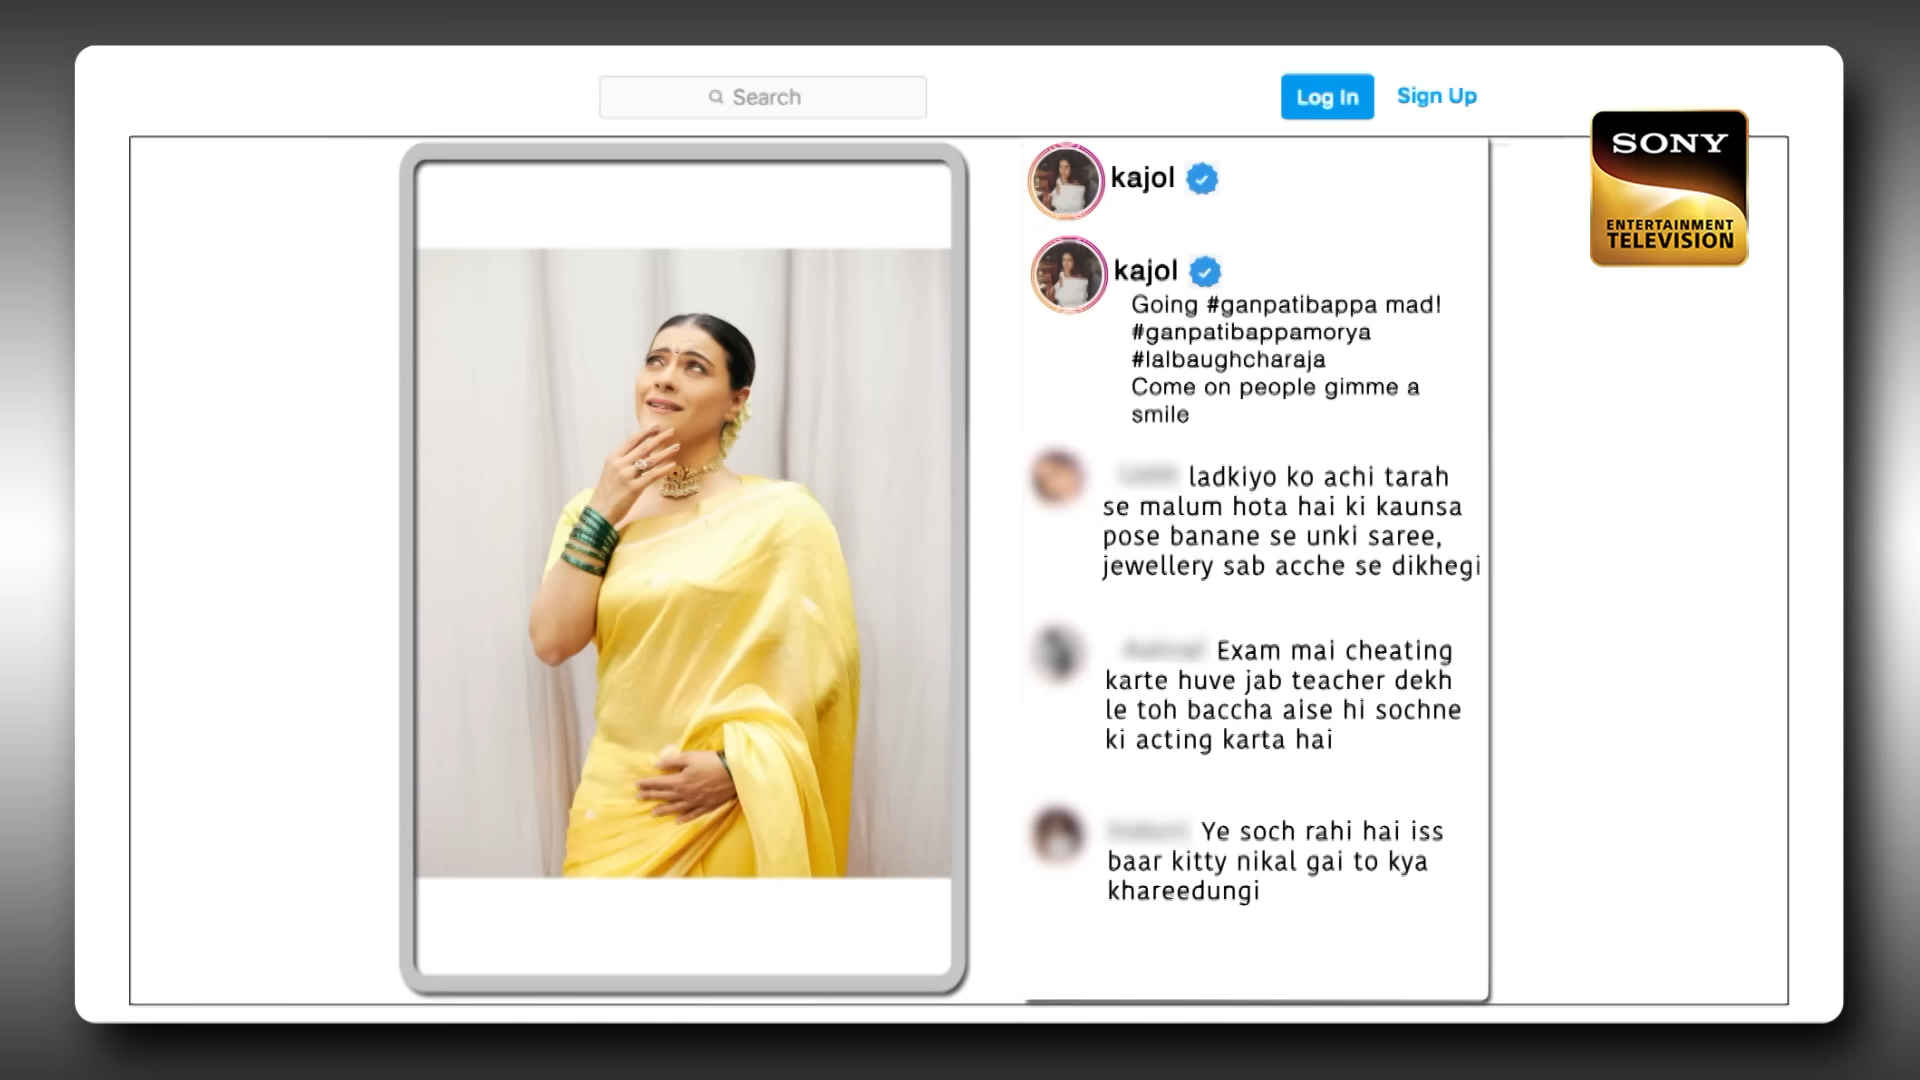 Search
Log In
Sign Up
SONY
ENTERTAINMENT
TELEVISION
kajol
kajol
Going #ganpatibappa mad!
#ganpatibappamorya
#lalbaughcharaja
Come on people gimme a
smile
ladkiyo ko achi tarah
se malum hota hai ki kaunsa
pose banane se unki saree,
jewellery sab acche se dikhegi
Exam mai cheating
karte huve jab teacher dekh
le toh baccha aise hi sochne
ki acting karta hai
Ye soch rahi hai iss
baar kitty nikal gai to kya
khareedungi